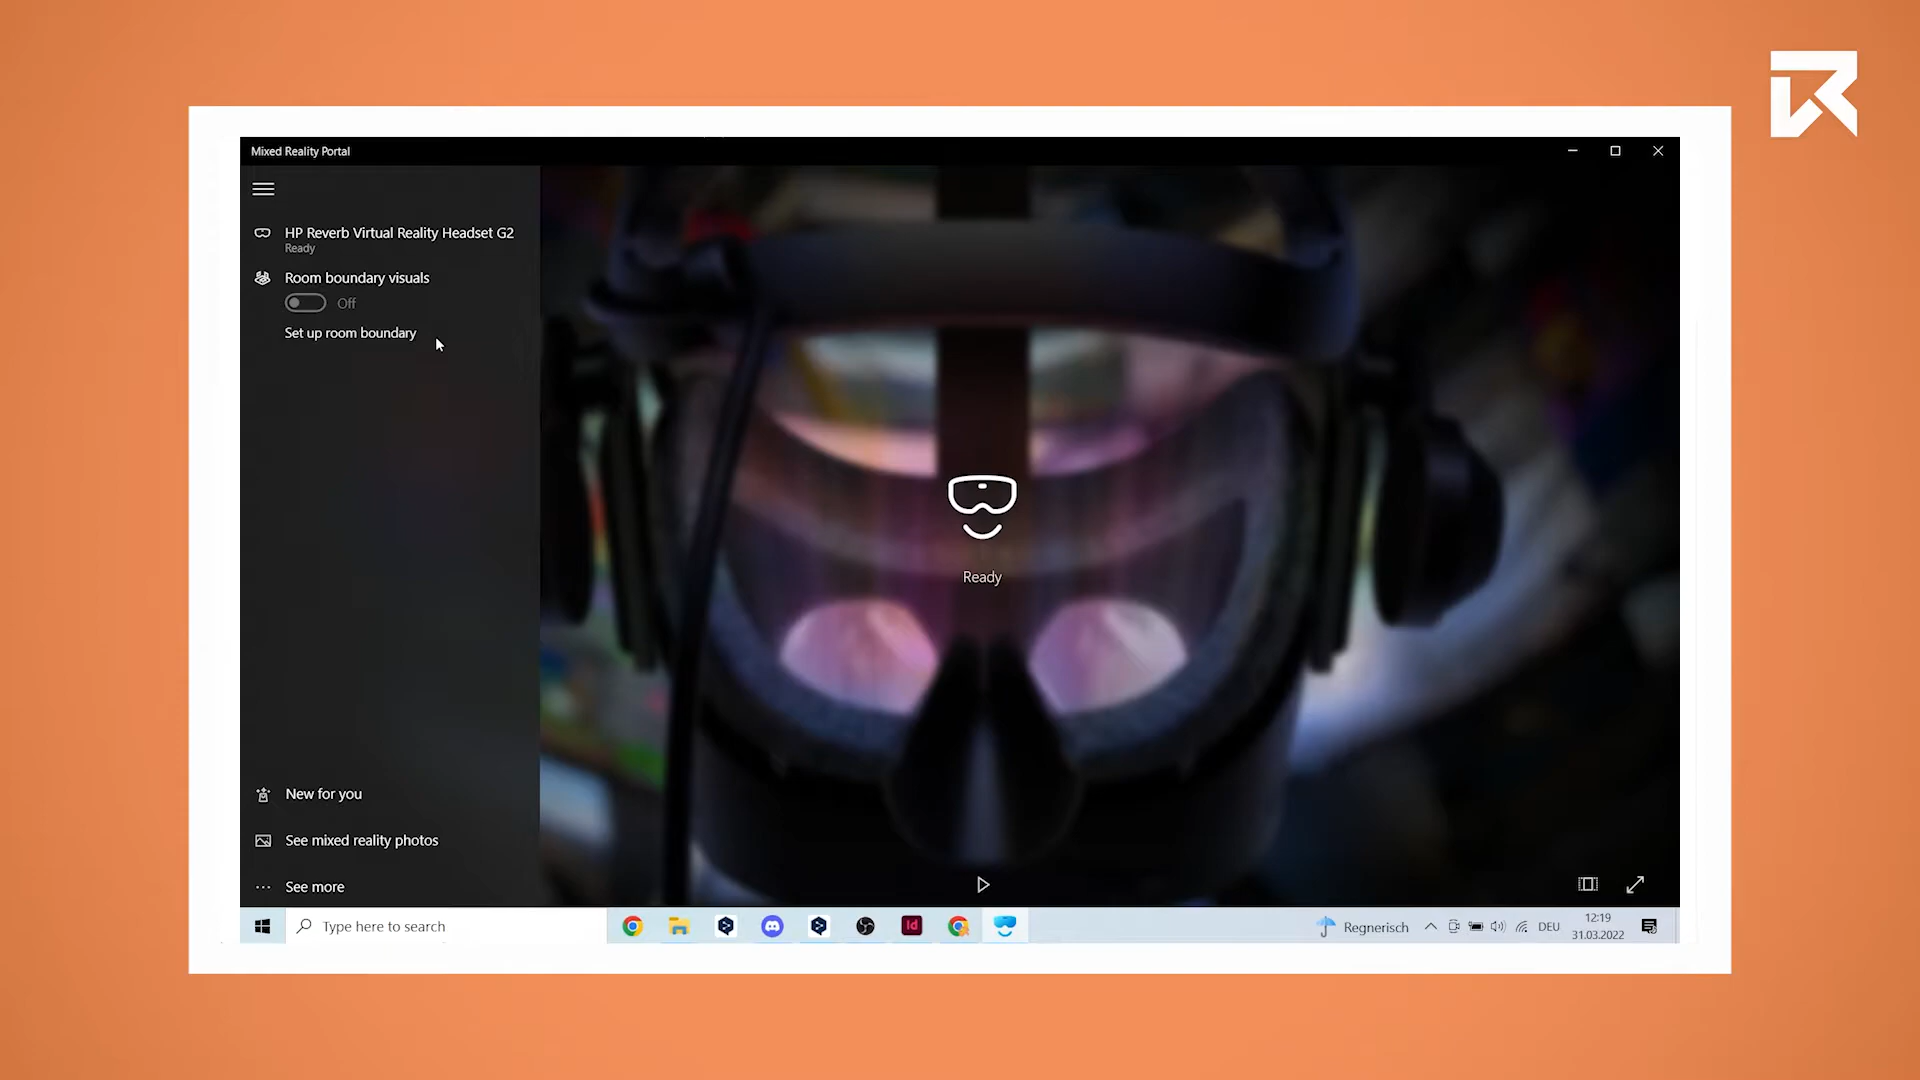 Mixed Reality Portal
HP Reverb Virtual Reality Headset G2
Ready
Room boundary visuals
Off
Set up room boundary
Ready
New for you
See mixed reality photos
See more
Type here to search
Id
Regnerisch
DEU
12:19
31.03.2022